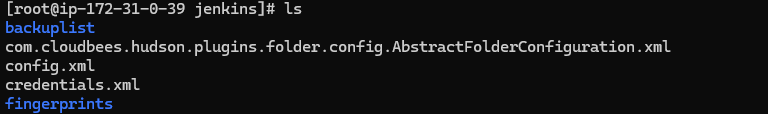 [root@ip-172-31-0-39 jenkins]# ls
backuplist
com.cloudbees.hudson.plugins.folder.config.AbstractFolderConfiguration.xml
config.xml
credentials.xml
fingerprints